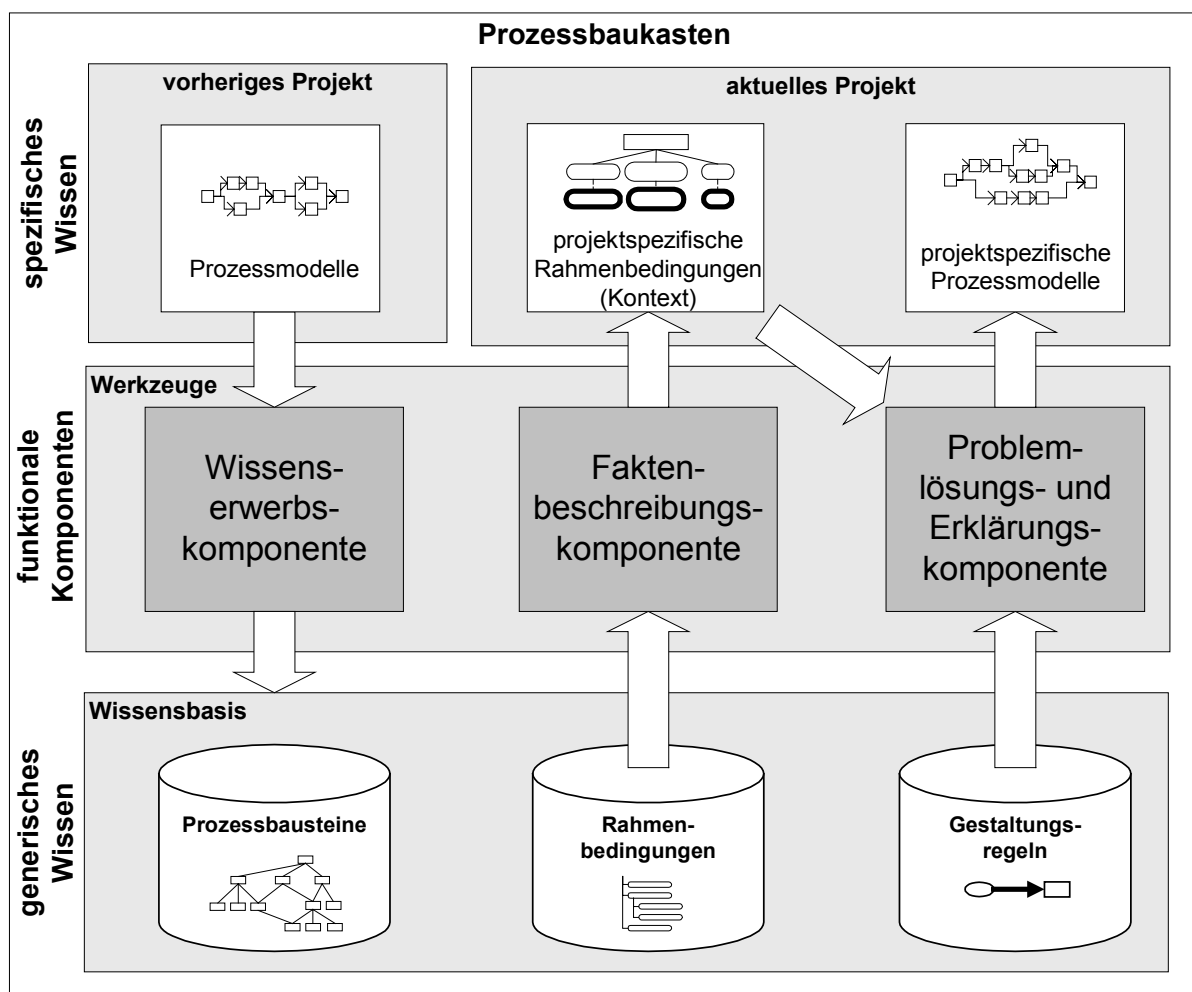 Prozessbaukasten
spezifisches
Wissen
vorheriges Projekt
Prozessmodelle
aktuelles Projekt
projektspezifische
Rahmenbedingungen
(Kontext)
projektspezifische
Prozessmodelle
funktionale
Komponenten
Werkzeuge
Wissens-
erwerbs-
komponente
Fakten-
beschreibungs-
komponente
Problem-
lösungs- und
Erklärungs-
komponente
generisches
Wissen
Wissensbasis
Prozessbausteine
Rahmen-
bedingungen
Gestaltungs-
regeln